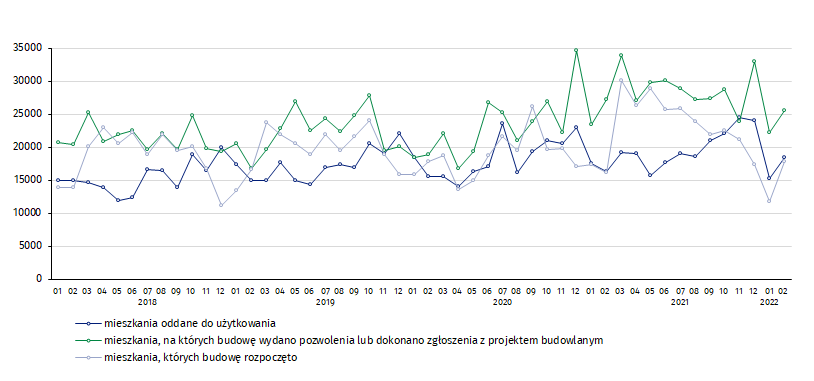 35000
30000
25000
20000
15000
10000
5000
0
01 02 03 04 05 06 07 08 09 10 11 12 01 02 03 04 05 06 07 08 09 10 11 12 01 02 03 04 05 06 07 08 09 10 11 12 01 02 03 04 05 06 07 08 09 10 11 12 01 02
2018 2019 2020 2021 2022
mieszkania oddane do użytkowania
mieszkania, na których budowę wydano pozwolenia lub dokonano zgłoszenia z projektem budowlanym
mieszkania, których budowę rozpoczęto